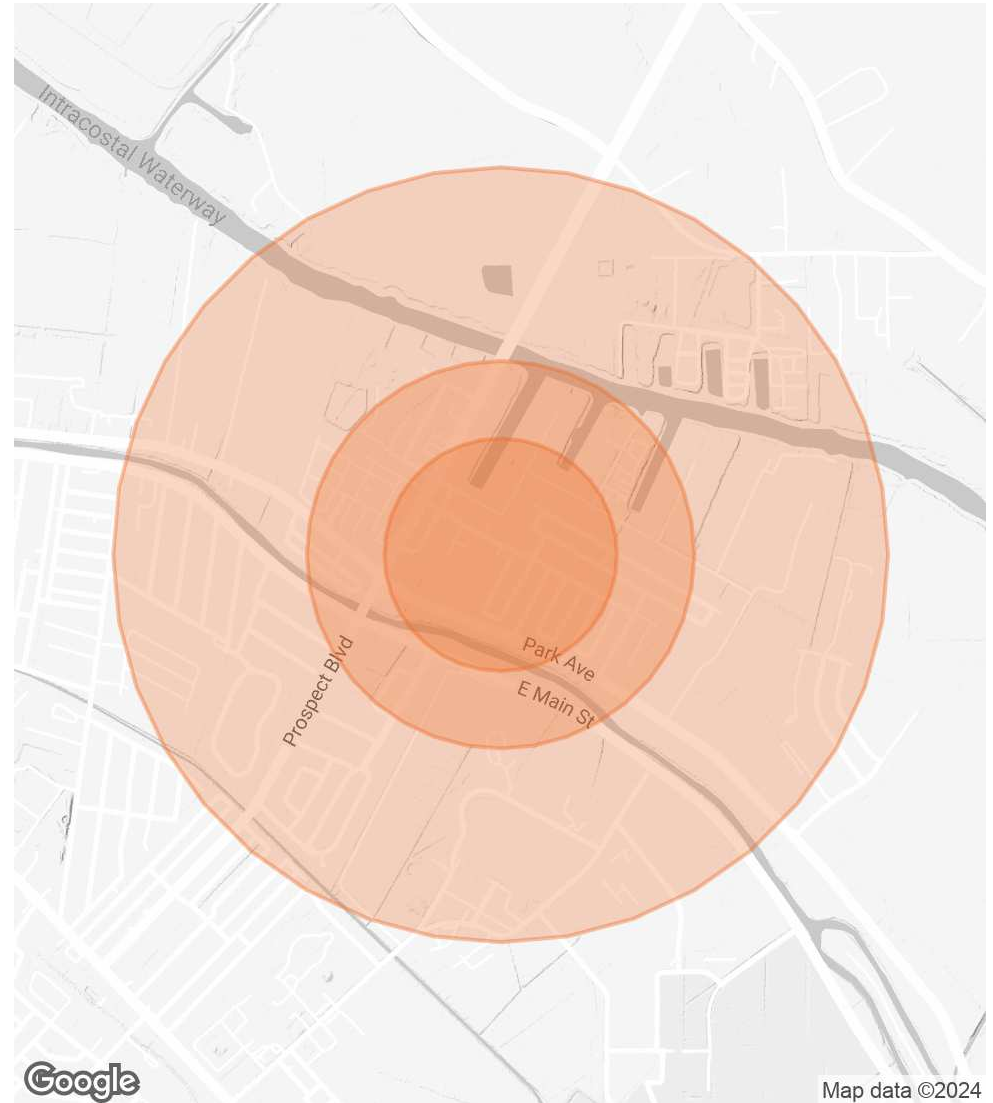 Intracostal Waterway
Park Ave
E Main St
Prospect Blvd
Google
Map data ©2024